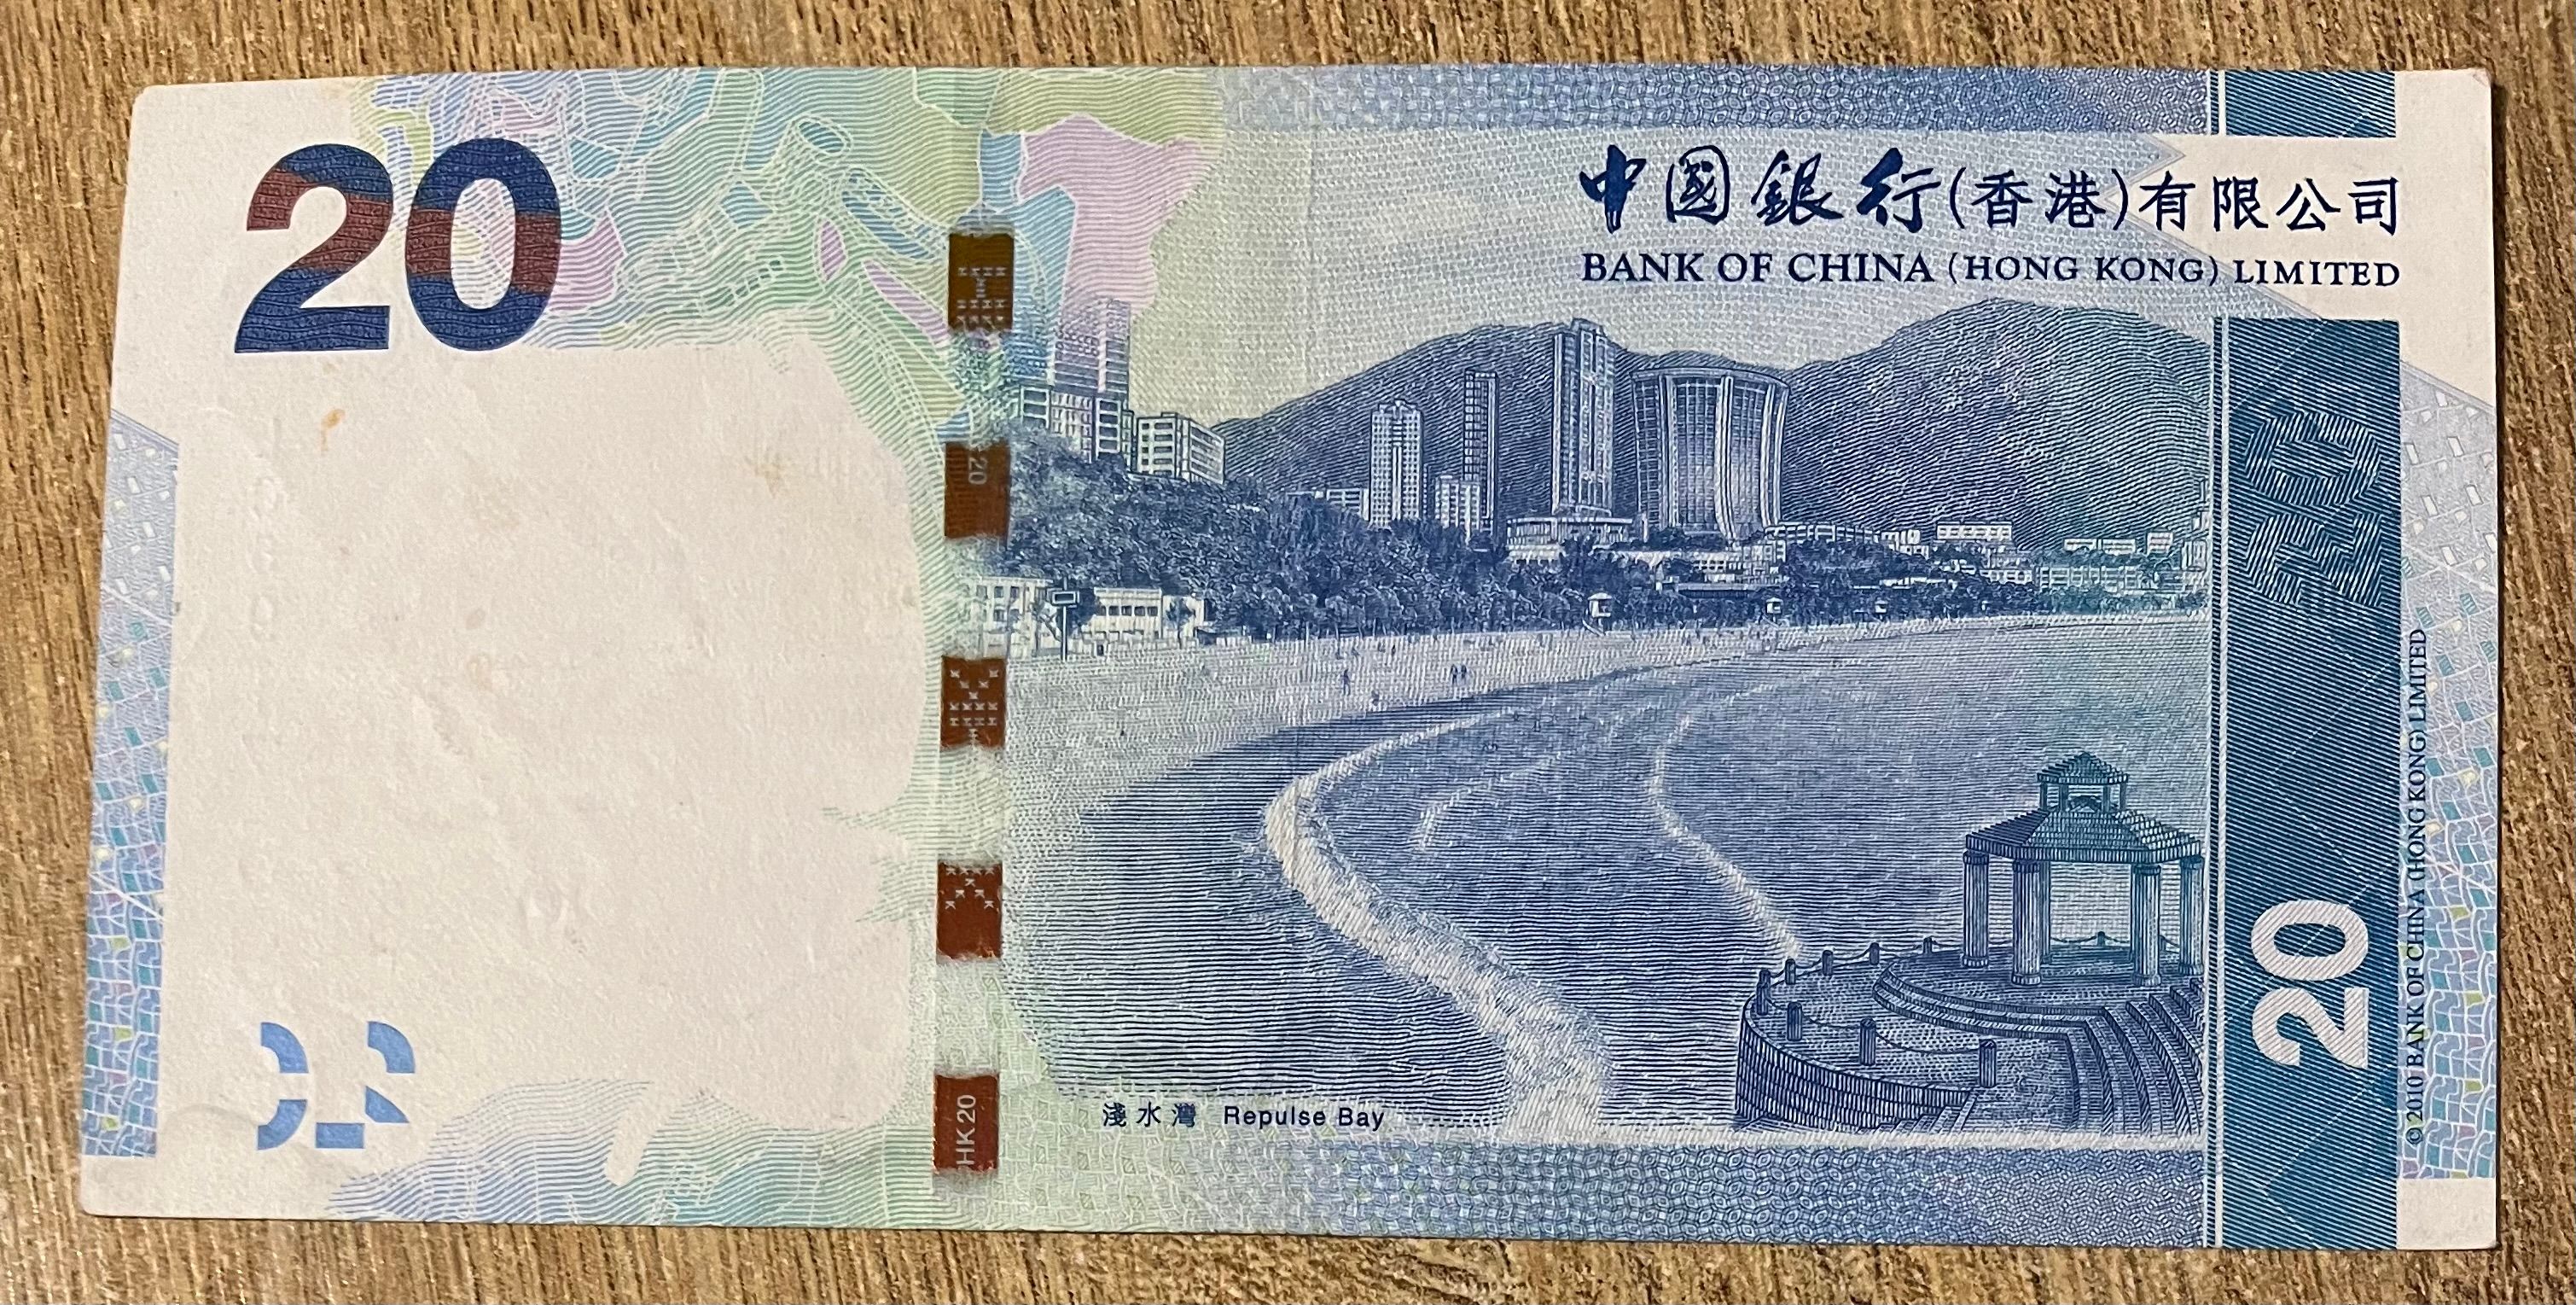 20
中國銀行(香港)有限公司
BANK OF CHINA (HONG KONG) LIMITED
20
HK20
淺水灣 Repulse Bay
20
20
©2010 BANK OF CHINA (HONG KONG) LIMITED